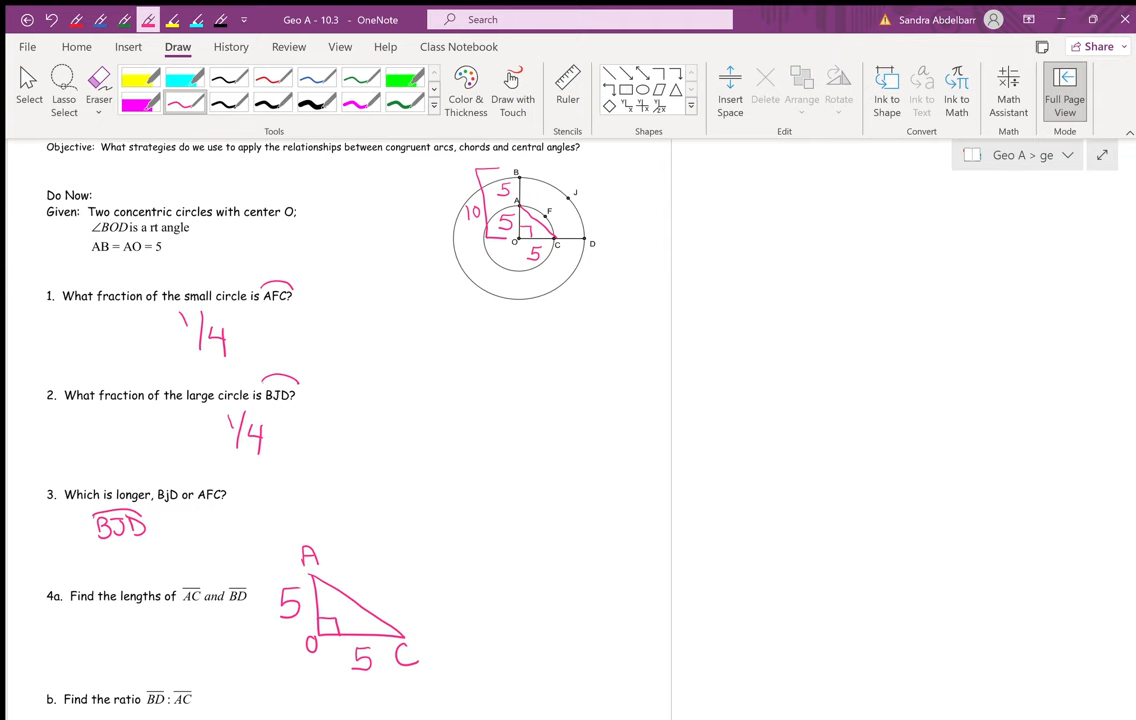 Geo A - 10.3 - OneNote
Search
Sandra Abdelbarr
File Home Insert Draw History Review View Help Class Notebook
Share
Select
Lasso Select
Eraser
Color & Thickness
Draw with Touch
Ruler
Insert Space
Delete
Arrange
Rotate
Ink to Shape
Ink to Text
Ink to Math
Math Assistant
Full Page View
Tools
Stencils
Shapes
Edit
Convert
Math
Mode
Geo A > ge
Objective: What strategies do we use to apply the relationships between congruent arcs, chords and central angles?
Do Now:
Given: Two concentric circles with center O;
∠BOD is a rt angle
AB = AO = 5
B
J
5
A
F
10
5
O
C
D
5
1. What fraction of the small circle is AFC?
1/4
2. What fraction of the large circle is BJD?
1/4
3. Which is longer, BjD or AFC?
BJD
A
4a. Find the lengths of AC and BD
5
O
5
C
b. Find the ratio BD : AC